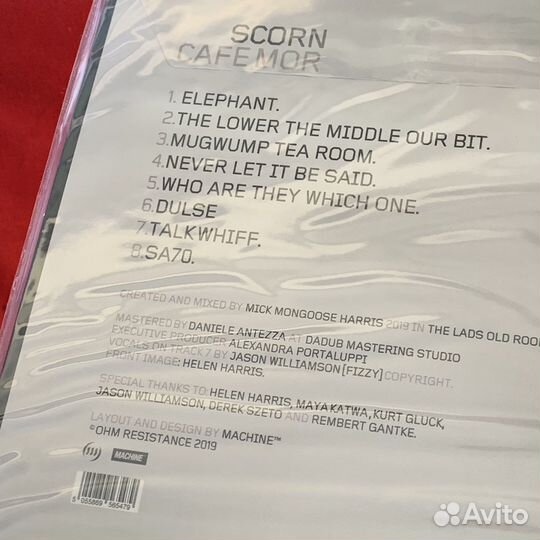 SCORN
CAFE MOR
1. ELEPHANT.
2. THE LOWER THE MIDDLE OUR BIT.
3. MUGWUMP TEA ROOM.
4. NEVER LET IT BE SAID.
5. WHO ARE THEY WHICH ONE.
6. DULSE
7. TALKWHIFF.
8. SA70.
CREATED AND MIXED BY MICK MONGOOSE HARRIS 2019 IN THE LADS OLD ROO
MASTERED BY DANIELE ANTEZZA AT DADUB MASTERING STUDIO
EXECUTIVE PRODUCER ALEXANDRA PORTALUPPI
VOCALS ON TRACK 7 BY JASON WILLIAMSON [FIZZY] COPYRIGHT.
FRONT IMAGE: HELEN HARRIS.
SPECIAL THANKS TO: HELEN HARRIS, MAYA KATWA, KURT GLUCK,
JASON WILLIAMSON, DEREK SZETO AND REMBERT GANTKE.
LAYOUT AND DESIGN BY MACHINE™
©OHM RESISTANCE 2019
MACHINE
5 055869 565479
Avito